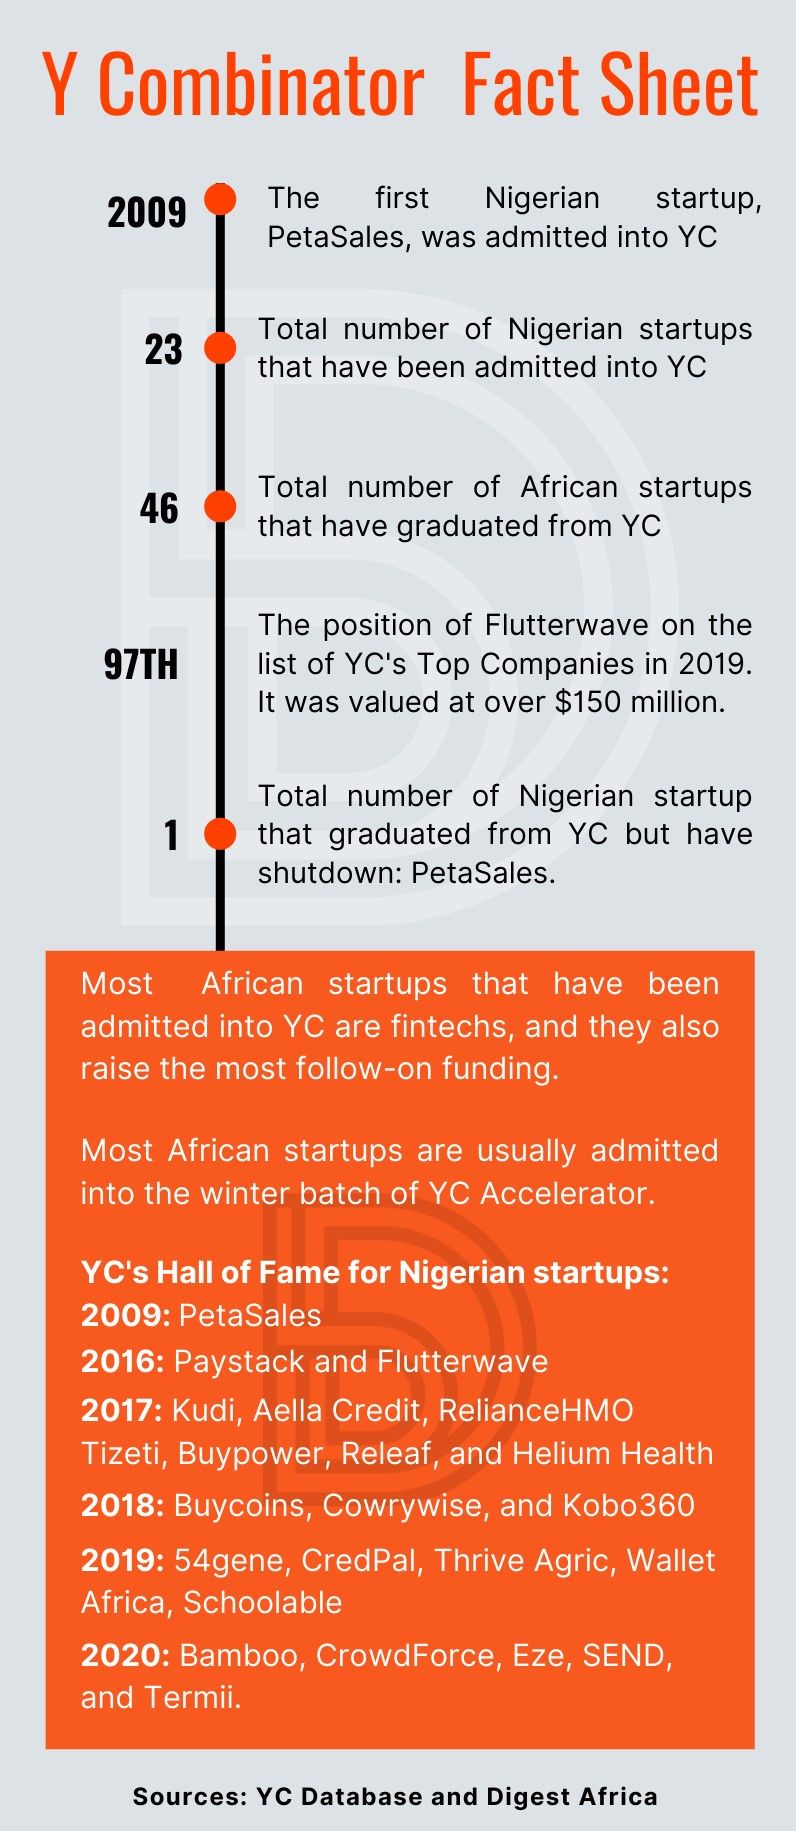 Y Combinator Fact Sheet
2009
The first Nigerian startup,
PetaSales, was admitted into YC
23
Total number of Nigerian startups
that have been admitted into YC
46
Total number of African startups
that have graduated from YC
97TH
The position of Flutterwave on the
list of YC's Top Companies in 2019.
It was valued at over $150 million.
1
Total number of Nigerian startup
that graduated from YC but have
shutdown: PetaSales.
Most African startups that have been
admitted into YC are fintechs, and they also
raise the most follow-on funding.
Most African startups are usually admitted
into the winter batch of YC Accelerator.
YC's Hall of Fame for Nigerian startups:
2009: PetaSales
2016: Paystack and Flutterwave
2017: Kudi, Aella Credit, RelianceHMO
Tizeti, Buypower, Releaf, and Helium Health
2018: Buycoins, Cowrywise, and Kobo360
2019: 54gene, CredPal, Thrive Agric, Wallet
Africa, Schoolable
2020: Bamboo, CrowdForce, Eze, SEND,
and Termii.
Sources: YC Database and Digest Africa